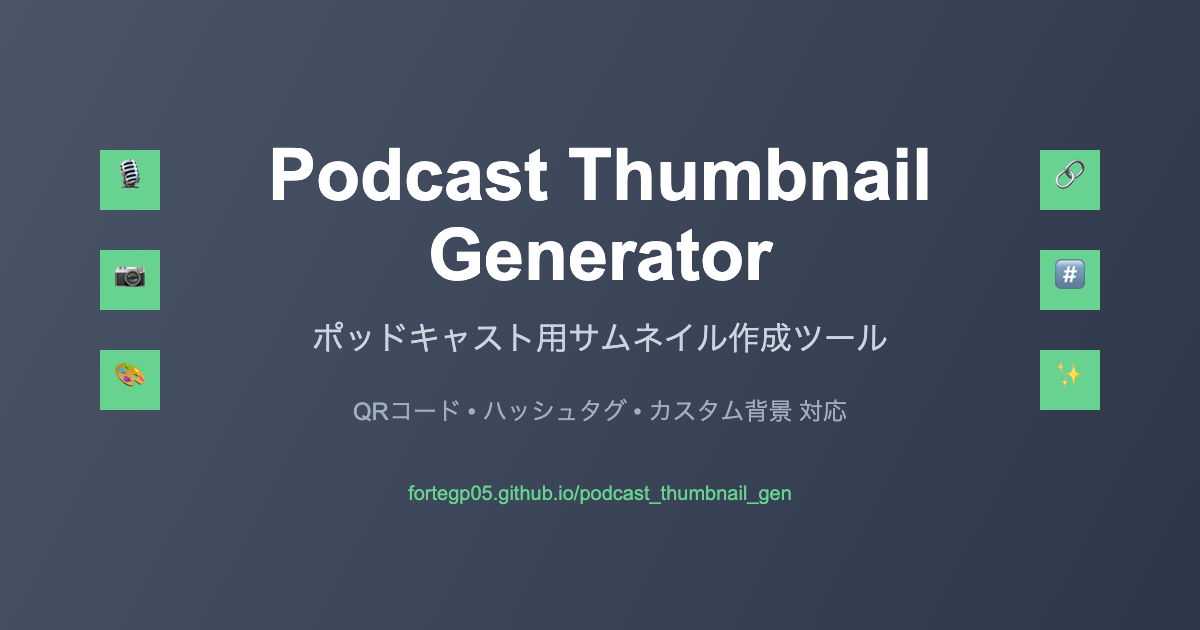 Podcast Thumbnail
Generator
ポッドキャスト用サムネイル作成ツール
QRコード • ハッシュタグ • カスタム背景 対応
fortegp05.github.io/podcast_thumbnail_gen
#